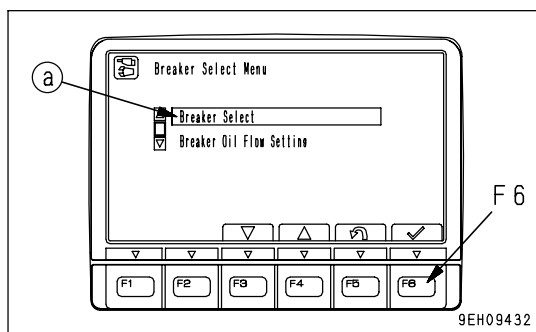 Breaker Select Menu
a
Breaker Select
Breaker Oil Flow Setting
F 6
F1 F2 F3 F4 F5 F6
9EH09432